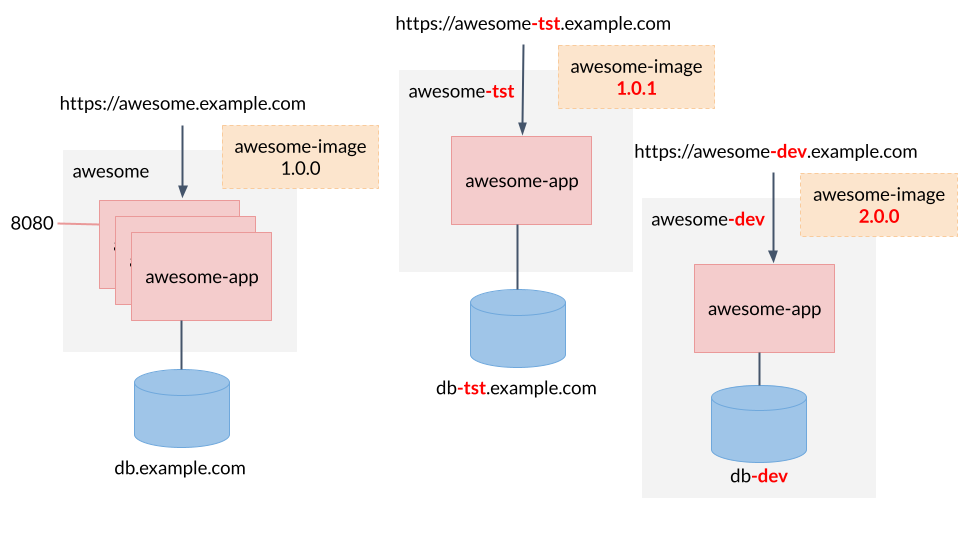 https://awesome.example.com
awesome-image
1.0.0
awesome
8080
awesome-app
db.example.com
https://awesome-tst.example.com
awesome-image
1.0.1
awesome-tst
awesome-app
db-tst.example.com
https://awesome-dev.example.com
awesome-image
2.0.0
awesome-dev
awesome-app
db-dev